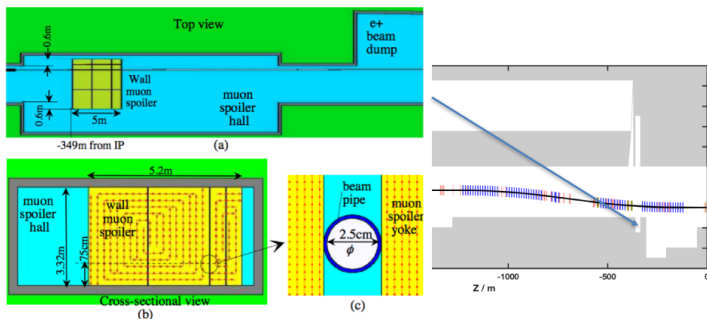 Top view
e+
beam
dump
~0.6m
Wall
muon
spoiler
muon
spoiler
hall
0.6m
5m
-349m from IP
(a)
5.2m
muon
spoiler
hall
wall
muon
spoiler
3.32m
75cm
Cross-sectional view
(b)
beam
pipe
muon
spoiler
yoke
2.5cm
ϕ
(c)
-1000
-500
0
Z / m